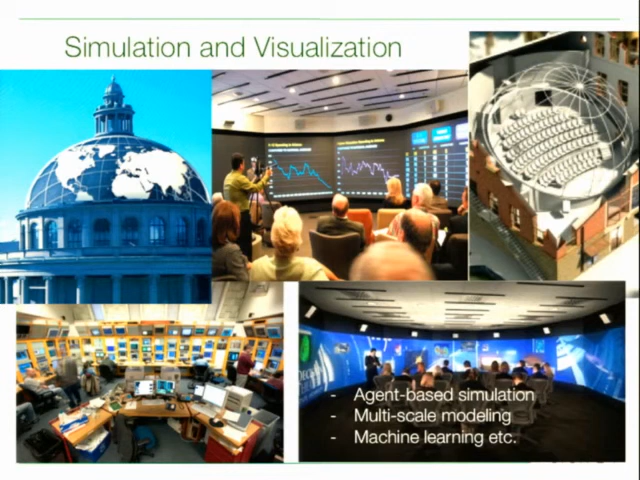 Simulation and Visualization
- Agent-based simulation
- Multi-scale modeling
- Machine learning etc.